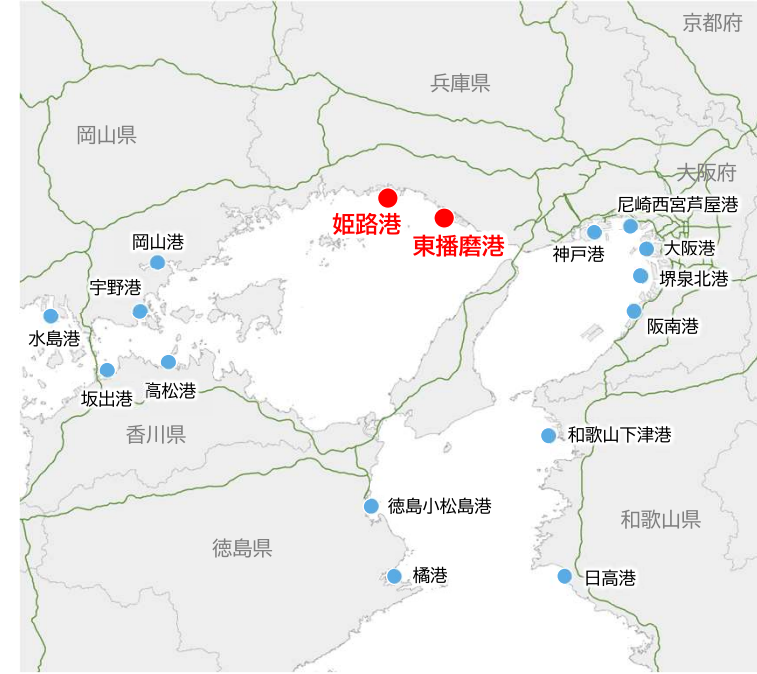 京都府
兵庫県
岡山県
大阪府
尼崎西宮芦屋港
姫路港
東播磨港
岡山港
神戸港
大阪港
堺泉北港
宇野港
阪南港
水島港
高松港
坂出港
香川県
和歌山下津港
徳島小松島港
和歌山県
徳島県
橘港
日高港